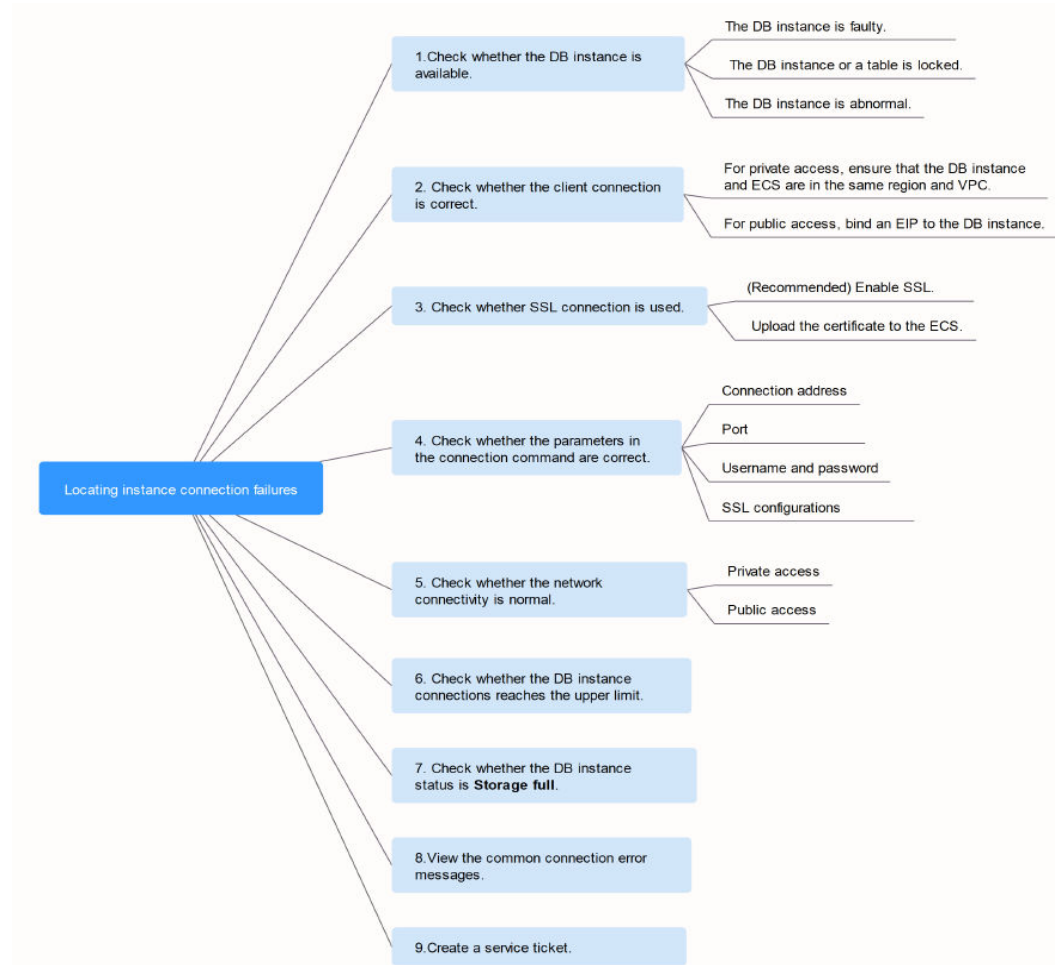 Locating instance connection failures
1.Check whether the DB instance is
available.
The DB instance is faulty.
The DB instance or a table is locked.
The DB instance is abnormal.
2. Check whether the client connection
is correct.
For private access, ensure that the DB instance
and ECS are in the same region and VPC.
For public access, bind an EIP to the DB instance.
3. Check whether SSL connection is used.
(Recommended) Enable SSL.
Upload the certificate to the ECS.
4. Check whether the parameters in
the connection command are correct.
Connection address
Port
Username and password
SSL configurations
5. Check whether the network
connectivity is normal.
Private access
Public access
6. Check whether the DB instance
connections reaches the upper limit.
7. Check whether the DB instance
status is Storage full.
8.View the common connection error
messages.
9.Create a service ticket.